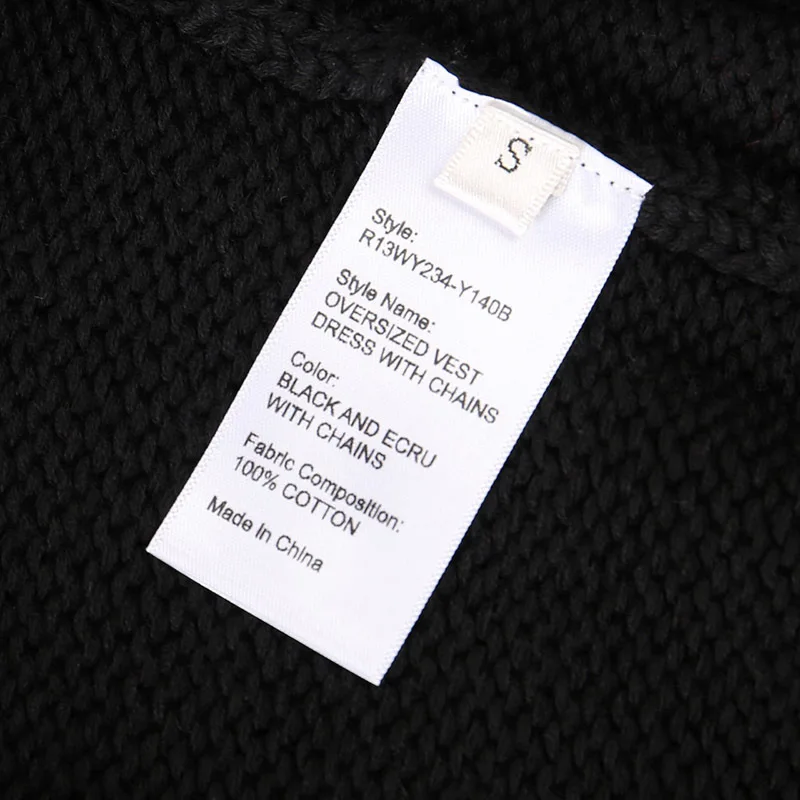 S
Style:
R13WY234-Y140B
Style Name:
OVERSIZED VEST
DRESS WITH CHAINS
Color:
BLACK AND ECRU
WITH CHAINS
Fabric Composition:
100% COTTON
Made In China